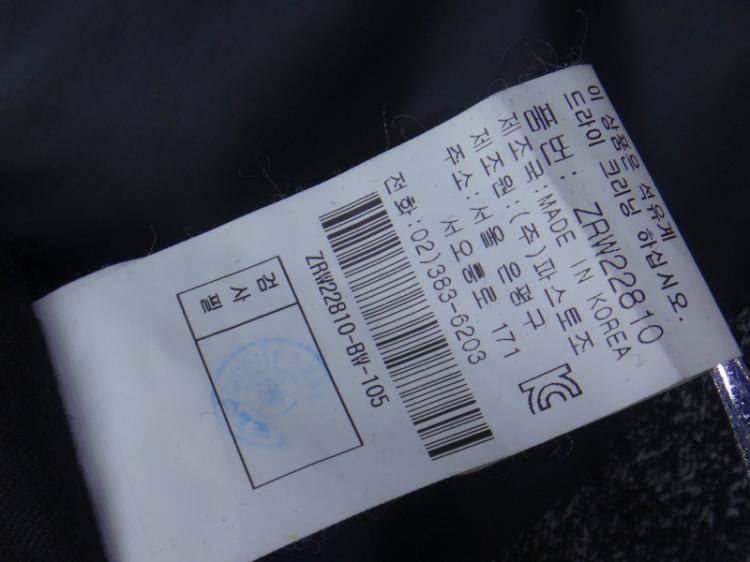 이 상품은 석유계
드라이 크리닝 하십시오.
품번: ZRW22810
제조국:MADE IN KOREA
제조원:(주)파스토조
주소:서울 은평구
서오릉로 171
전화:02)383-6203
ZRW22810-BW-105
검사필